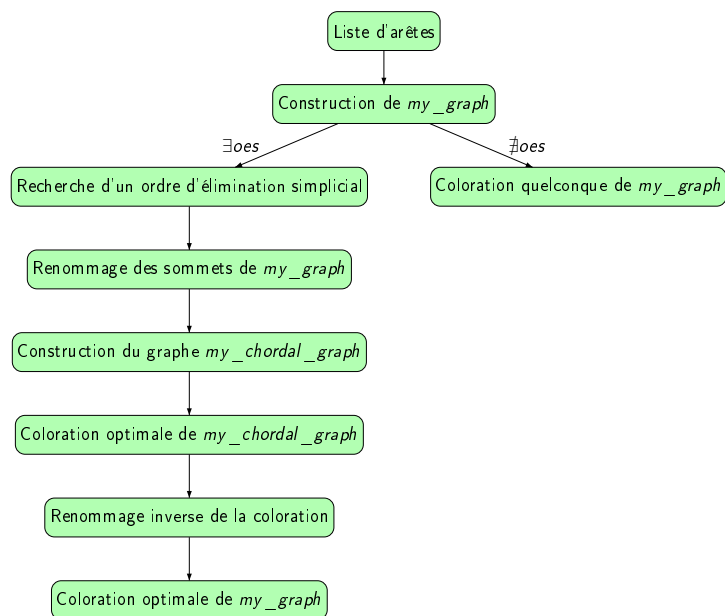 Liste d'arêtes
Construction de my_graph
∃oes
∄oes
Recherche d'un ordre d'élimination simplicial
Coloration quelconque de my_graph
Renommage des sommets de my_graph
Construction du graphe my_chordal_graph
Coloration optimale de my_chordal_graph
Renommage inverse de la coloration
Coloration optimale de my_graph